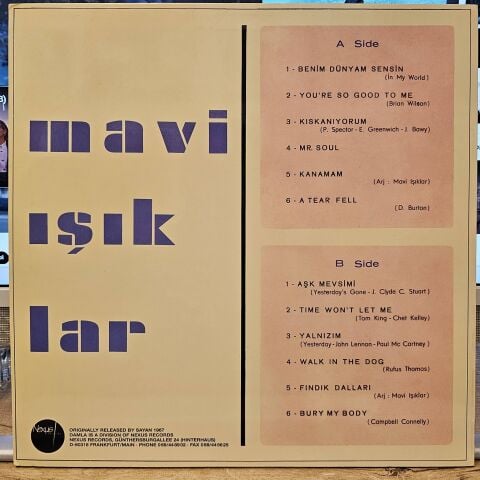 mavi
ışık
lar
A Side
1 - BENİM DÜNYAM SENSİN
(In My World)
2 - YOU'RE SO GOOD TO ME
(Brian Wilson)
3 - KISKANIYORUM
(P. Spector - E. Greenwich - J. Bawy)
4 - MR. SOUL
5 - KANAMAM
(Arj : Mavi Işıklar)
6 - A TEAR FELL
(D. Burton)
B Side
1 - AŞK MEVSİMİ
(Yesterday's Gone - J. Clyde C. Stuart)
2 - TIME WON'T LET ME
(Tom King - Chet Kelley)
3 - YALNIZIM
(Yesterday - John Lennon - Paul Mc Cartney)
4 - WALK IN THE DOG
(Rufus Thomas)
5 - FINDIK DALLARI
(Arj : Mavi Işıklar)
6 - BURY MY BODY
(Campbell Connelly)
Nexus
ORIGINALLY RELEASED BY SAYAN 1967
DAMLA IS A DIVISION OF NEXUS RECORDS
NEXUS RECORDS, GÜNTHERSBURGALLEE 24 (HINTERHAUS)
D-60316 FRANKFURT/MAIN - PHONE 069/446902 - FAX 069/449625